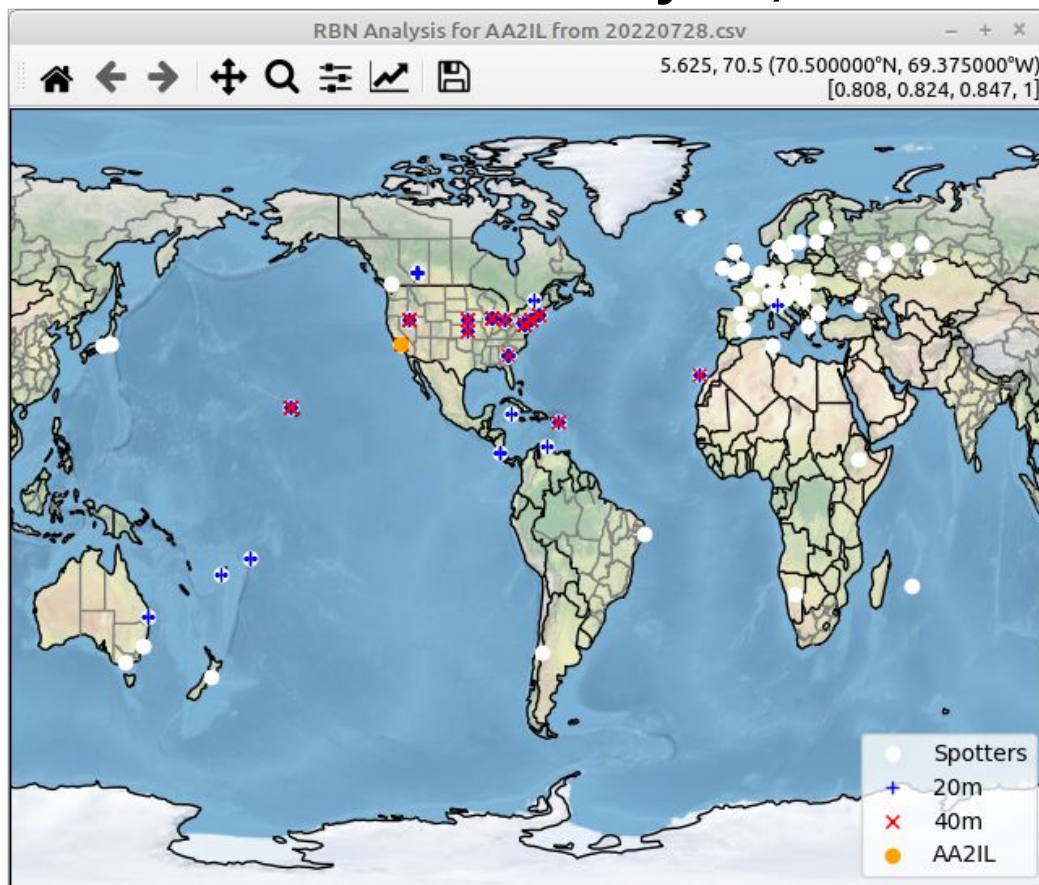 RBN Analysis for AA2IL from 20220728.csv
5.625, 70.5 (70.500000°N, 69.375000°W)
[0.808, 0.824, 0.847, 1]
Spotters
20m
40m
AA2IL